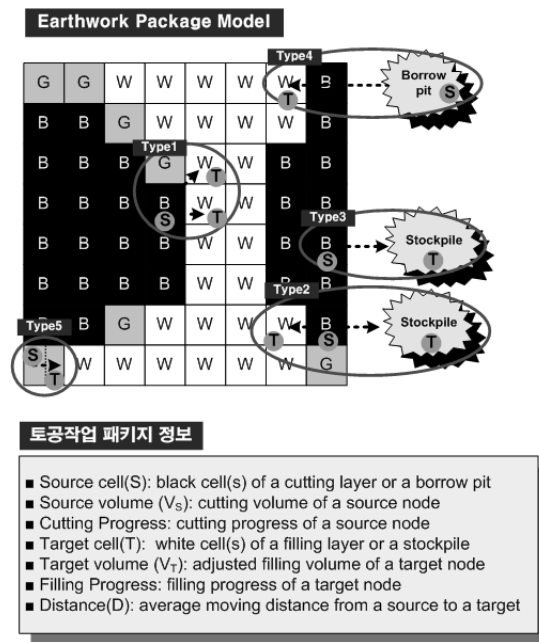 Earthwork Package Model
Type4
G G W W W W W B
T
Borrow pit
S
B B G W W W W B
Type1
B B B G W W B B
T
B B B B W W B B
S T
Type3
B B B B W W B B
S
Stockpile
T
B B B B W W
Type2
Type5
B G W W W W B
T S
Stockpile
T
S
T
W W W W W W G
토공작업 패키지 정보
■ Source cell(S): black cell(s) of a cutting layer or a borrow pit
■ Source volume (VS): cutting volume of a source node
■ Cutting Progress: cutting progress of a source node
■ Target cell(T): white cell(s) of a filling layer or a stockpile
■ Target volume (VT): adjusted filling volume of a target node
■ Filling Progress: filling progress of a target node
■ Distance(D): average moving distance from a source to a target